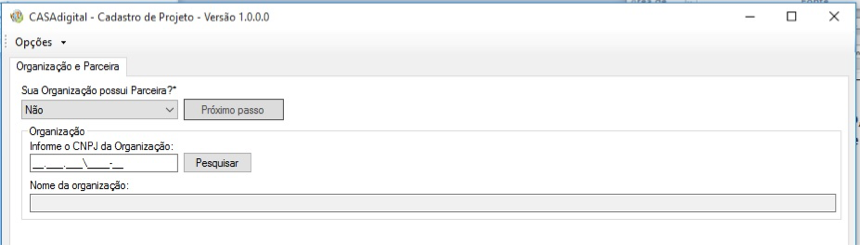 CASAdigital - Cadastro de Projeto - Versão 1.0.0.0
Opções
Organização e Parceira
Sua Organização possui Parceira?*
Não Próximo passo
Organização
Informe o CNPJ da Organização:
__.___.___\____-__ Pesquisar
Nome da organização: